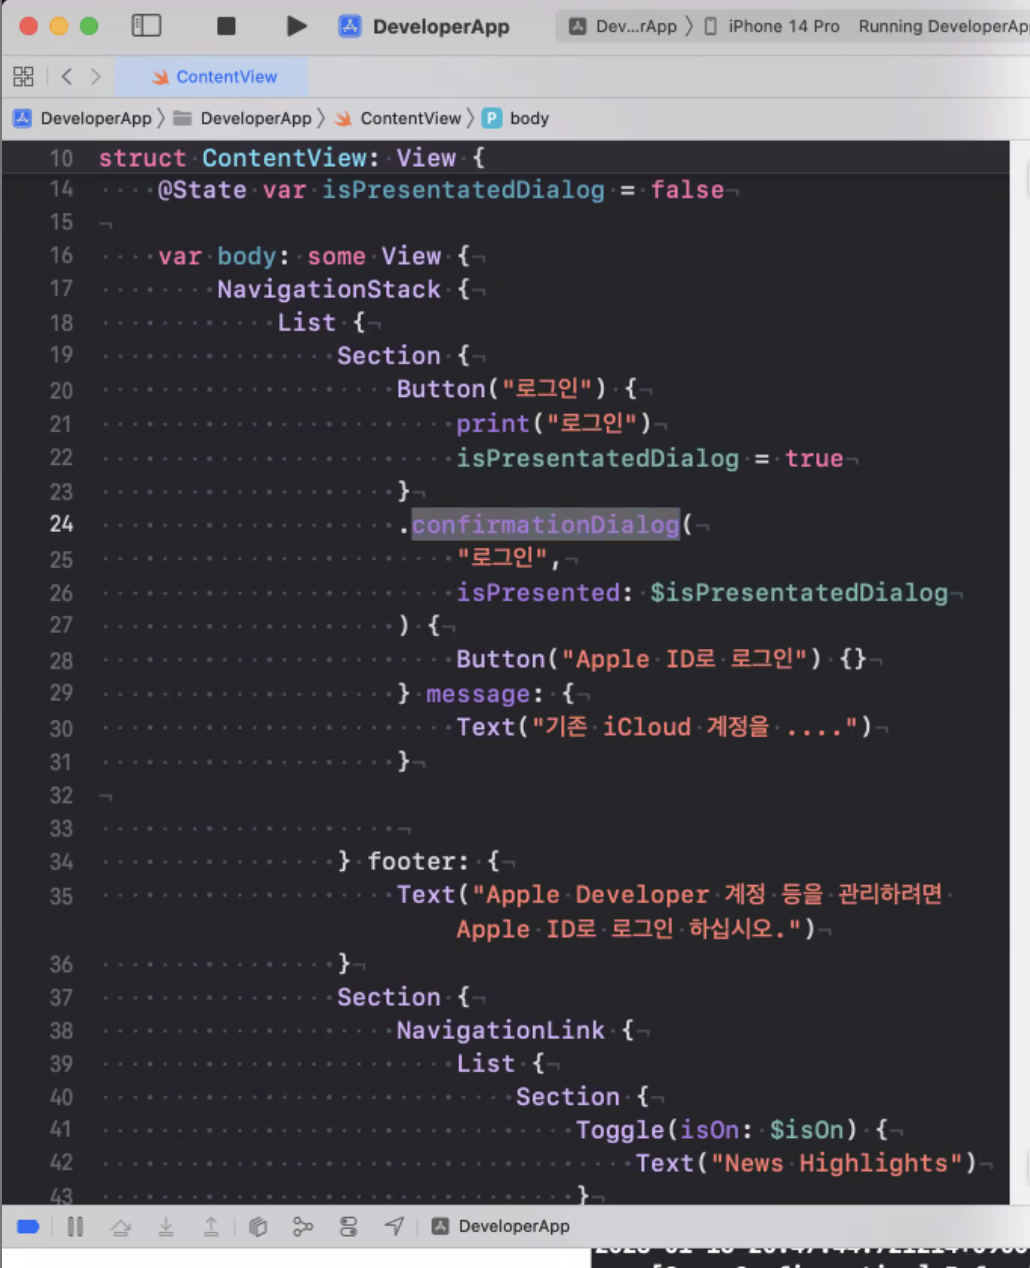 DeveloperApp
Dev...rApp 〉 iPhone 14 Pro Running DeveloperApp
ContentView
DeveloperApp 〉 DeveloperApp 〉 ContentView 〉 P body
10 struct ContentView: View {
14 @State var isPresentatedDialog = false
15
16 var body: some View {
17 NavigationStack {
18 List {
19 Section {
20 Button("로그인") {
21 print("로그인")
22 isPresentatedDialog = true
23 }
24 .confirmationDialog(
25 "로그인",
26 isPresented: $isPresentatedDialog
27 ) {
28 Button("Apple ID로 로그인") {}
29 } message: {
30 Text("기존 iCloud 계정을 ....")
31 }
32
33
34 } footer: {
35 Text("Apple Developer 계정 등을 관리하려면
Apple ID로 로그인 하십시오.")
36 }
37 Section {
38 NavigationLink {
39 List {
40 Section {
41 Toggle(isOn: $isOn) {
42 Text("News Highlights")
43 }
DeveloperApp